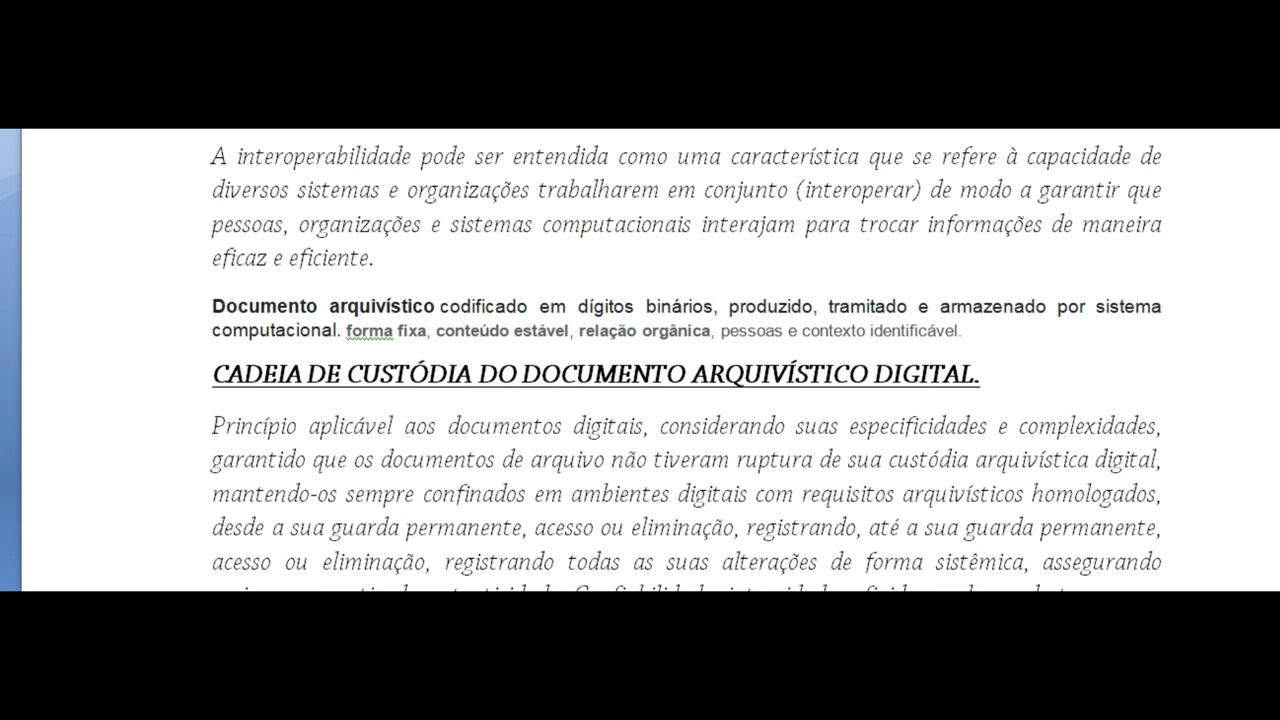 A interoperabilidade pode ser entendida como uma característica que se refere à capacidade de
diversos sistemas e organizações trabalharem em conjunto (interoperar) de modo a garantir que
pessoas, organizações e sistemas computacionais interajam para trocar informações de maneira
eficaz e eficiente.
Documento arquivístico codificado em dígitos binários, produzido, tramitado e armazenado por sistema
computacional. forma fixa, conteúdo estável, relação orgânica, pessoas e contexto identificável.
CADEIA DE CUSTÓDIA DO DOCUMENTO ARQUIVÍSTICO DIGITAL.
Princípio aplicável aos documentos digitais, considerando suas especificidades e complexidades,
garantido que os documentos de arquivo não tiveram ruptura de sua custódia arquivística digital,
mantendo-os sempre confinados em ambientes digitais com requisitos arquivísticos homologados,
desde a sua guarda permanente, acesso ou eliminação, registrando, até a sua guarda permanente,
acesso ou eliminação, registrando todas as suas alterações de forma sistêmica, assegurando